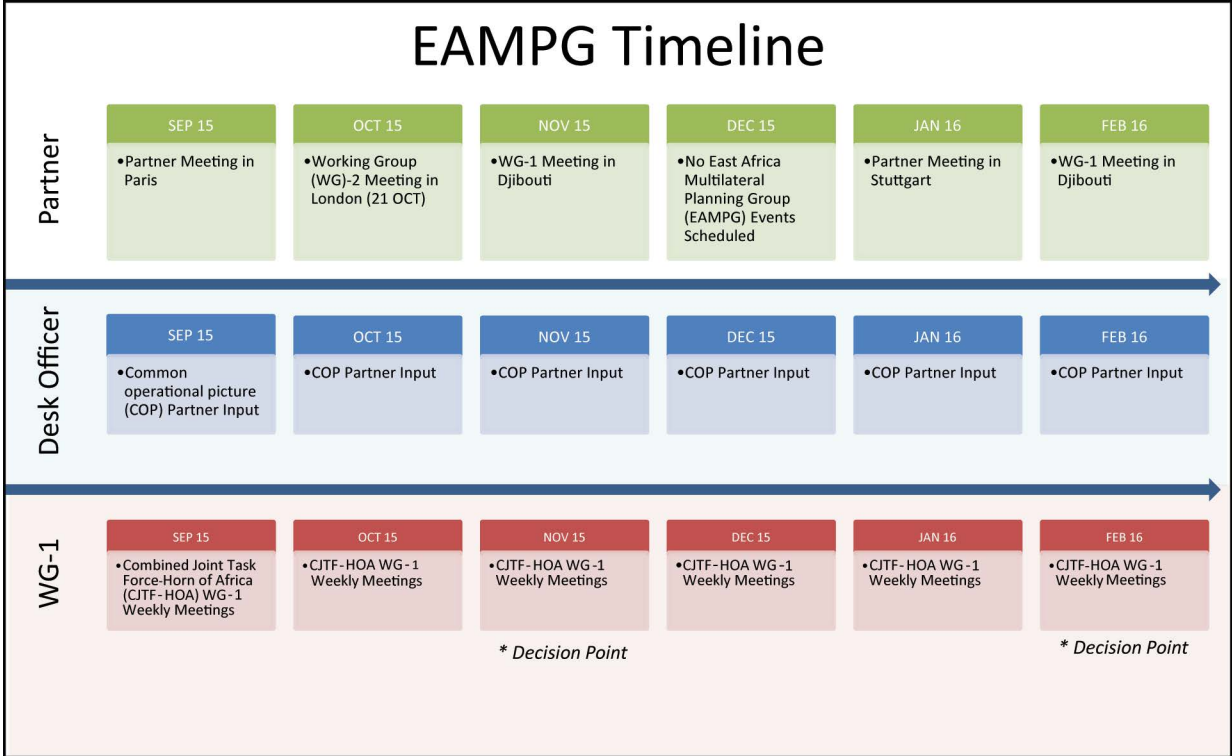 EAMPG Timeline
Partner
SEP 15
•Partner Meeting in
Paris
OCT 15
•Working Group
(WG)-2 Meeting in
London (21 OCT)
NOV 15
•WG-1 Meeting in
Djibouti
DEC 15
•No East Africa
Multilateral
Planning Group
(EAMPG) Events
Scheduled
JAN 16
•Partner Meeting in
Stuttgart
FEB 16
•WG-1 Meeting in
Djibouti
Desk Officer
SEP 15
•Common
operational picture
(COP) Partner Input
OCT 15
•COP Partner Input
NOV 15
•COP Partner Input
DEC 15
•COP Partner Input
JAN 16
•COP Partner Input
FEB 16
•COP Partner Input
WG-1
SEP 15
•Combined Joint Task
Force-Horn of Africa
(CJTF-HOA) WG-1
Weekly Meetings
OCT 15
•CJTF-HOA WG-1
Weekly Meetings
NOV 15
•CJTF-HOA WG-1
Weekly Meetings
DEC 15
•CJTF-HOA WG-1
Weekly Meetings
JAN 16
•CJTF-HOA WG-1
Weekly Meetings
FEB 16
•CJTF-HOA WG-1
Weekly Meetings
* Decision Point
* Decision Point